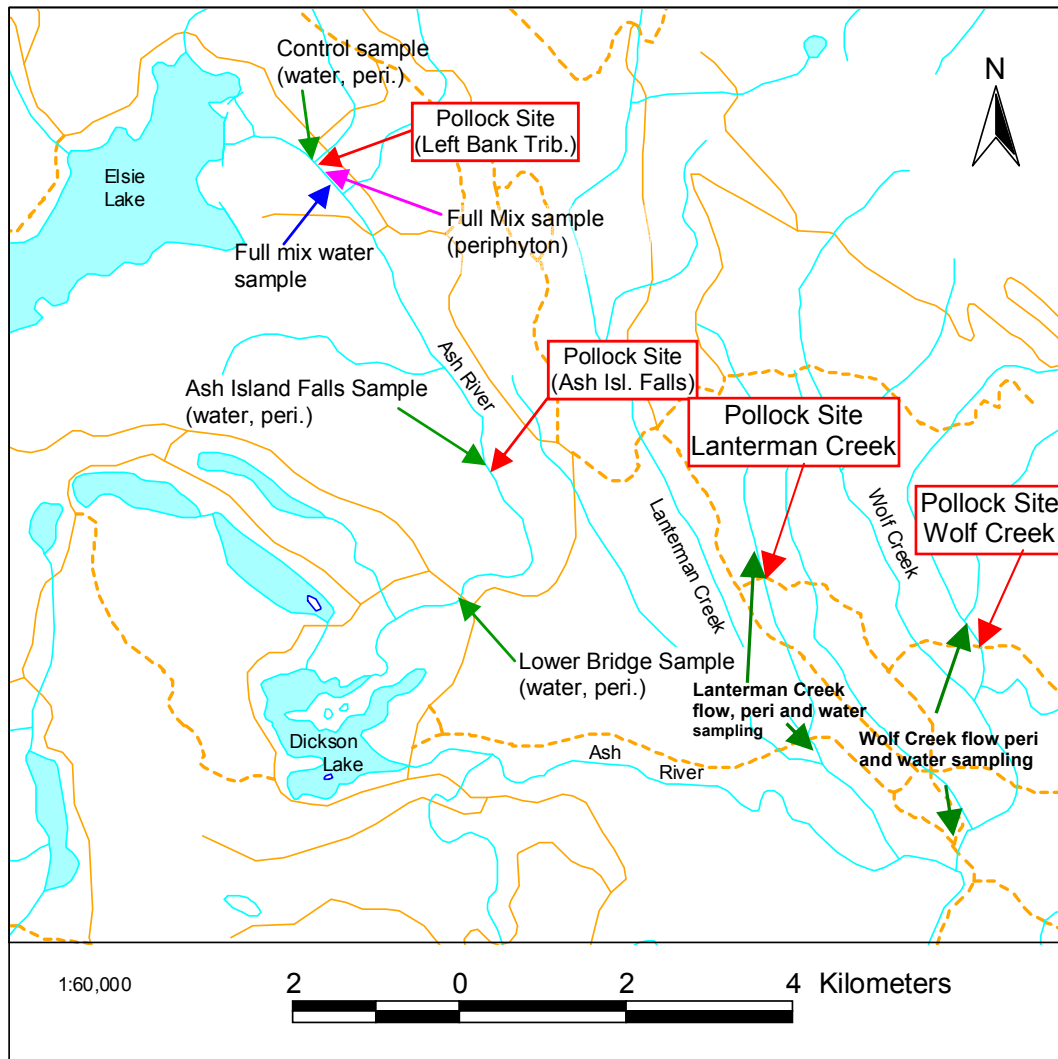 Control sample
(water, peri.)
N
Pollock Site
(Left Bank Trib.)
Elsie
Lake
Full Mix sample
(periphyton)
Full mix water
sample
Ash River
Pollock Site
(Ash Isl. Falls)
Ash Island Falls Sample
(water, peri.)
Pollock Site
Lanterman Creek
Pollock Site
Wolf Creek
Wolf Creek
Lanterman Creek
Lower Bridge Sample
(water, peri.)
Lanterman Creek
flow, peri and water
sampling
Wolf Creek flow peri
and water sampling
Dickson
Lake
Ash
River
1:60,000
2 0 2 4 Kilometers